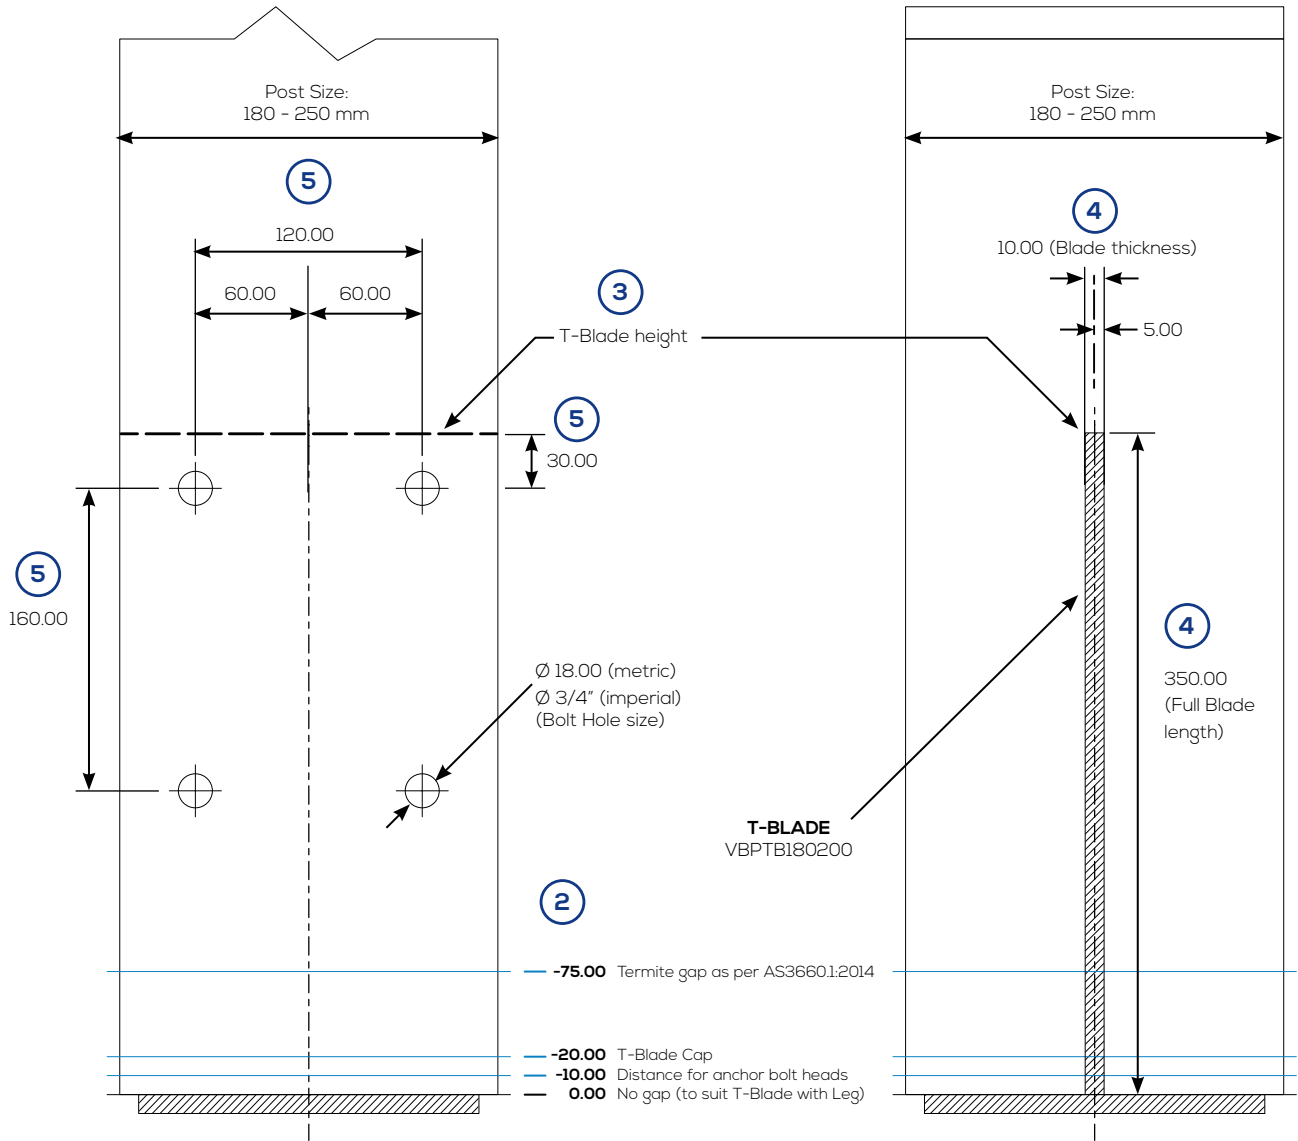 Post Size:
180 - 250 mm
Post Size:
180 - 250 mm
5
4
120.00
10.00 (Blade thickness)
60.00
60.00
3
5.00
T-Blade height
5
30.00
5
160.00
4
350.00
(Full Blade
length)
Ø 18.00 (metric)
Ø 3/4" (imperial)
(Bolt Hole size)
T-BLADE
VBPTB180200
2
-75.00 Termite gap as per AS3660.1:2014
-20.00 T-Blade Cap
-10.00 Distance for anchor bolt heads
0.00 No gap (to suit T-Blade with Leg)